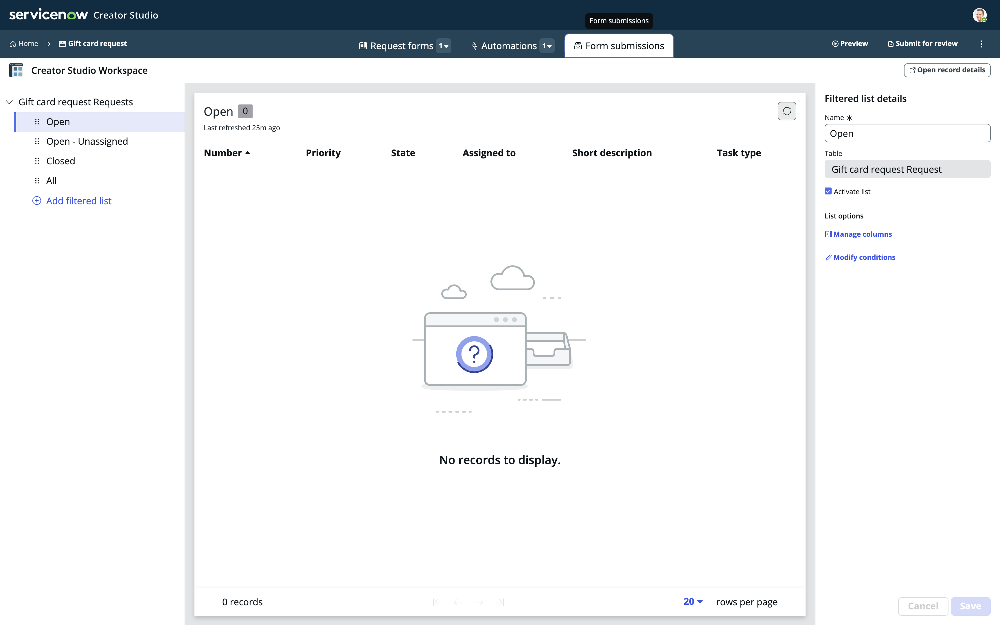 servicenow Creator Studio
Form submissions
Home > Gift card request
Request forms 1
Automations 1
Form submissions
Preview
Submit for review
Creator Studio Workspace
Open record details
Gift card request Requests
Open
Open - Unassigned
Closed
All
Add filtered list
Open 0
Last refreshed 25m ago
Number Priority State Assigned to Short description Task type
?
No records to display.
0 records
20 rows per page
Filtered list details
Name *
Open
Table
Gift card request Request
Activate list
List options
Manage columns
Modify conditions
Cancel Save